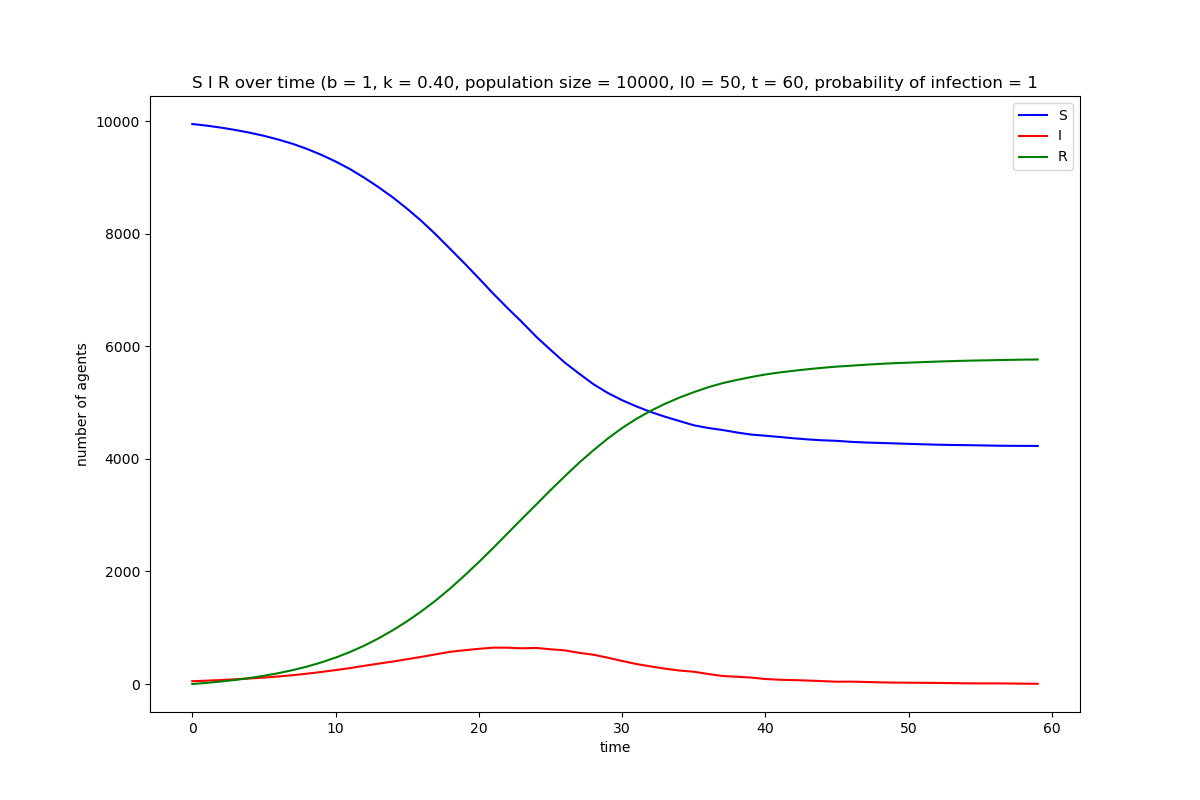 S I R over time (b = 1, k = 0.40, population size = 10000, I0 = 50, t = 60, probability of infection = 1
S
I
R
10000
8000
6000
4000
2000
0
number of agents
0 10 20 30 40 50 60
time